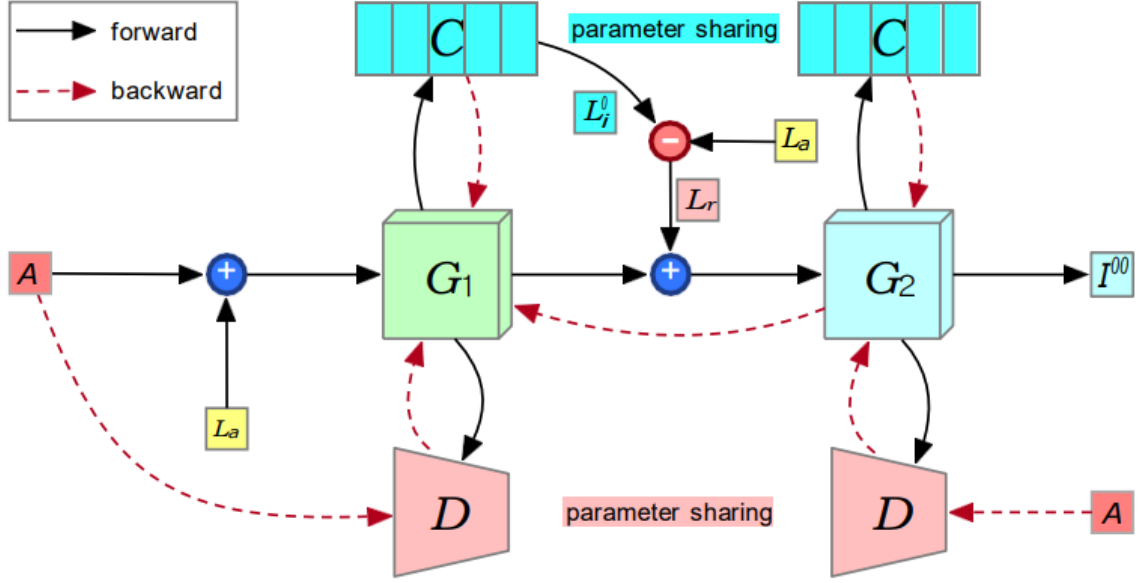 forward
backward
C
parameter sharing
C
L_i^0
−
L_a
L_r
A
+
G1
+
G2
I^00
L_a
D
parameter sharing
D
A